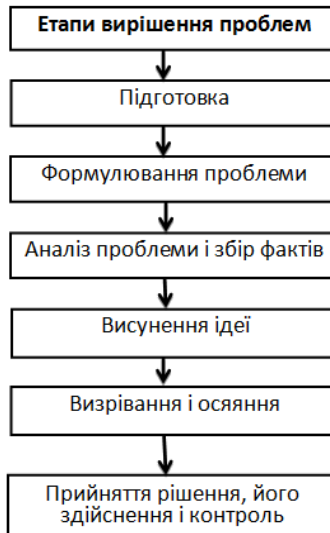 Етапи вирішення проблем
Підготовка
Формулювання проблеми
Аналіз проблеми і збір фактів
Висунення ідеї
Визрівання і осяяння
Прийняття рішення, його
здійснення і контроль